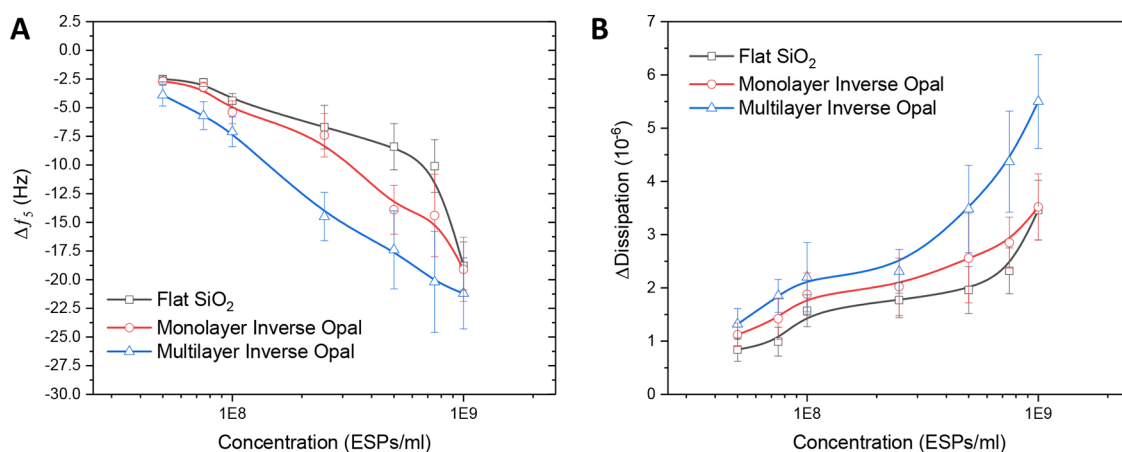 A
2.5
0.0
-2.5
-5.0
-7.5
-10.0
-12.5
-15.0
-17.5
-20.0
-22.5
-25.0
-27.5
-30.0
Δf₅ (Hz)
Flat SiO₂
Monolayer Inverse Opal
Multilayer Inverse Opal
1E8 1E9
Concentration (ESPs/ml)
B
7
6
5
4
3
2
1
0
ΔDissipation (10⁻⁶)
Flat SiO₂
Monolayer Inverse Opal
Multilayer Inverse Opal
1E8 1E9
Concentration (ESPs/ml)